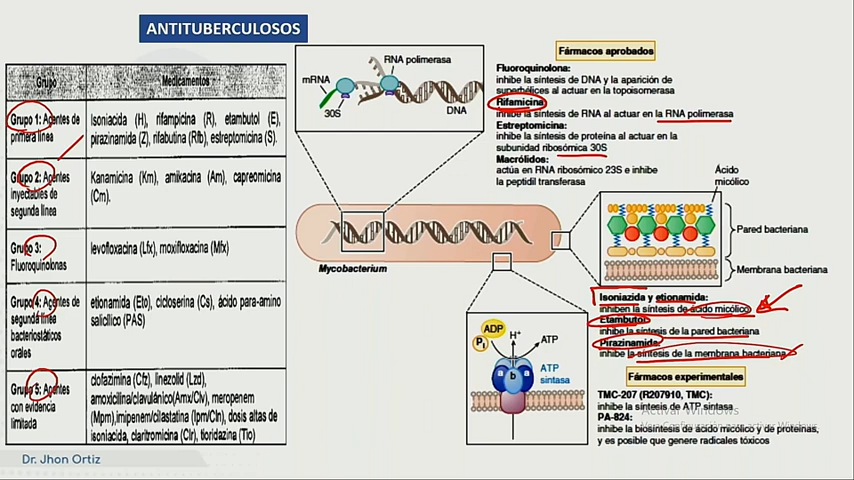 ANTITUBERCULOSOS
Grupo
Medicamentos
Grupo 1: Agentes de
primera línea
Isoniacida (H), rifampicina (R), etambutol (E),
pirazinamida (Z), rifabutina (Rfb), estreptomicina (S).
Grupo 2: Agentes
inyectables de
segunda línea
Kanamicina (Km), amikacina (Am), capreomicina
(Cm).
Grupo 3:
Fluoroquinolonas
levofloxacina (Lfx), moxifloxacina (Mfx)
Grupo 4: Agentes de
segunda línea
bacteriostáticos
orales
etionamida (Eto), cicloserina (Cs), ácido para-amino
salicílico (PAS)
Grupo 5: Agentes
con evidencia
limitada
clofazimina (Cfz), linezolid (Lzd),
amoxicilina/clavulánico(Amx/Clv), meropenem
(Mpm),imipenem/cilastatina (Ipm/Cln), dosis altas de
isoniacida, claritromicina (Clr), tioridazina (Tio)
Dr. Jhon Ortiz
RNA polimerasa
mRNA
30S
DNA
Mycobacterium
Fármacos aprobados
Fluoroquinolona:
inhibe la síntesis de DNA y la aparición de
superhélices al actuar en la topoisomerasa
Rifamicina:
inhibe la síntesis de RNA al actuar en la RNA polimerasa
Estreptomicina:
inhibe la síntesis de proteína al actuar en la
subunidad ribosómica 30S
Macrólidos:
actúa en RNA ribosómico 23S e inhibe
la peptidil transferasa
Ácido
micólico
Pared bacteriana
Membrana bacteriana
ADP
Pi
H+
ATP
a
b
a
ATP
sintasa
Isoniazida y etionamida:
inhiben la síntesis de ácido micólico
Etambutol:
inhibe la síntesis de la pared bacteriana
Pirazinamida:
inhibe la síntesis de la membrana bacteriana
Fármacos experimentales
TMC-207 (R207910, TMC):
inhibe la síntesis de ATP sintasa
PA-824:
inhibe la biosíntesis de ácido micólico y de proteínas,
y es posible que genere radicales tóxicos
Activar Windows